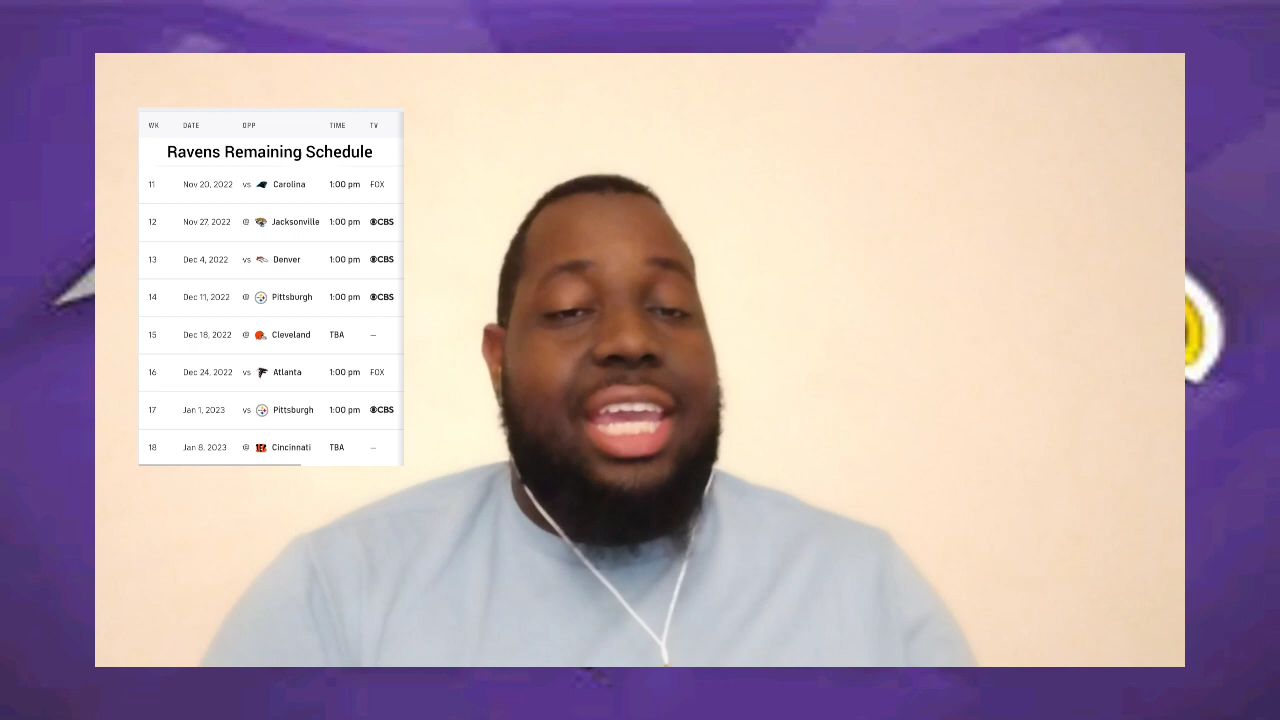 WK DATE OPP TIME TV
Ravens Remaining Schedule
11 Nov 20, 2022 vs Carolina 1:00 pm FOX
12 Nov 27, 2022 @ Jacksonville 1:00 pm CBS
13 Dec 4, 2022 vs Denver 1:00 pm CBS
14 Dec 11, 2022 @ Pittsburgh 1:00 pm CBS
15 Dec 18, 2022 @ Cleveland TBA –
16 Dec 24, 2022 vs Atlanta 1:00 pm FOX
17 Jan 1, 2023 vs Pittsburgh 1:00 pm CBS
18 Jan 8, 2023 @ Cincinnati TBA –